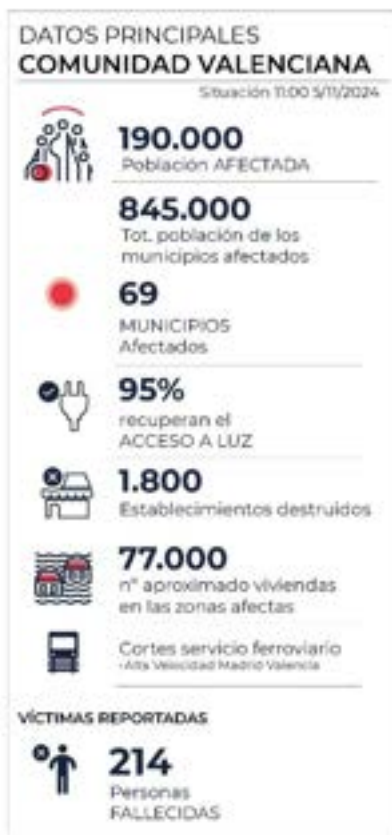 DATOS PRINCIPALES
COMUNIDAD VALENCIANA
Situación 11:00 5/11/2024
190.000
Población AFECTADA
845.000
Tot. población de los
municipios afectados
69
MUNICIPIOS
Afectados
95%
recuperan el
ACCESO A LUZ
1.800
Establecimientos destruidos
77.000
nº aproximado viviendas
en las zonas afectas
Cortes servicio ferroviario
-Alta Velocidad Madrid Valencia
VÍCTIMAS REPORTADAS
214
Personas
FALLECIDAS